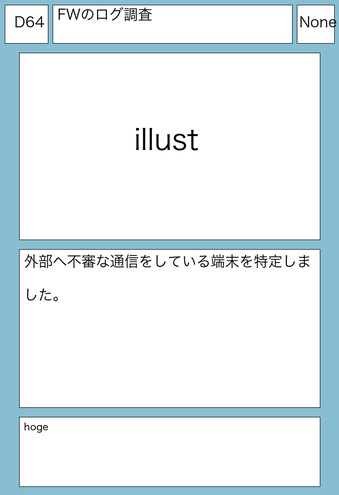 D64
FWのログ調査
None
illust
外部へ不審な通信をしている端末を特定しま
した。
hoge